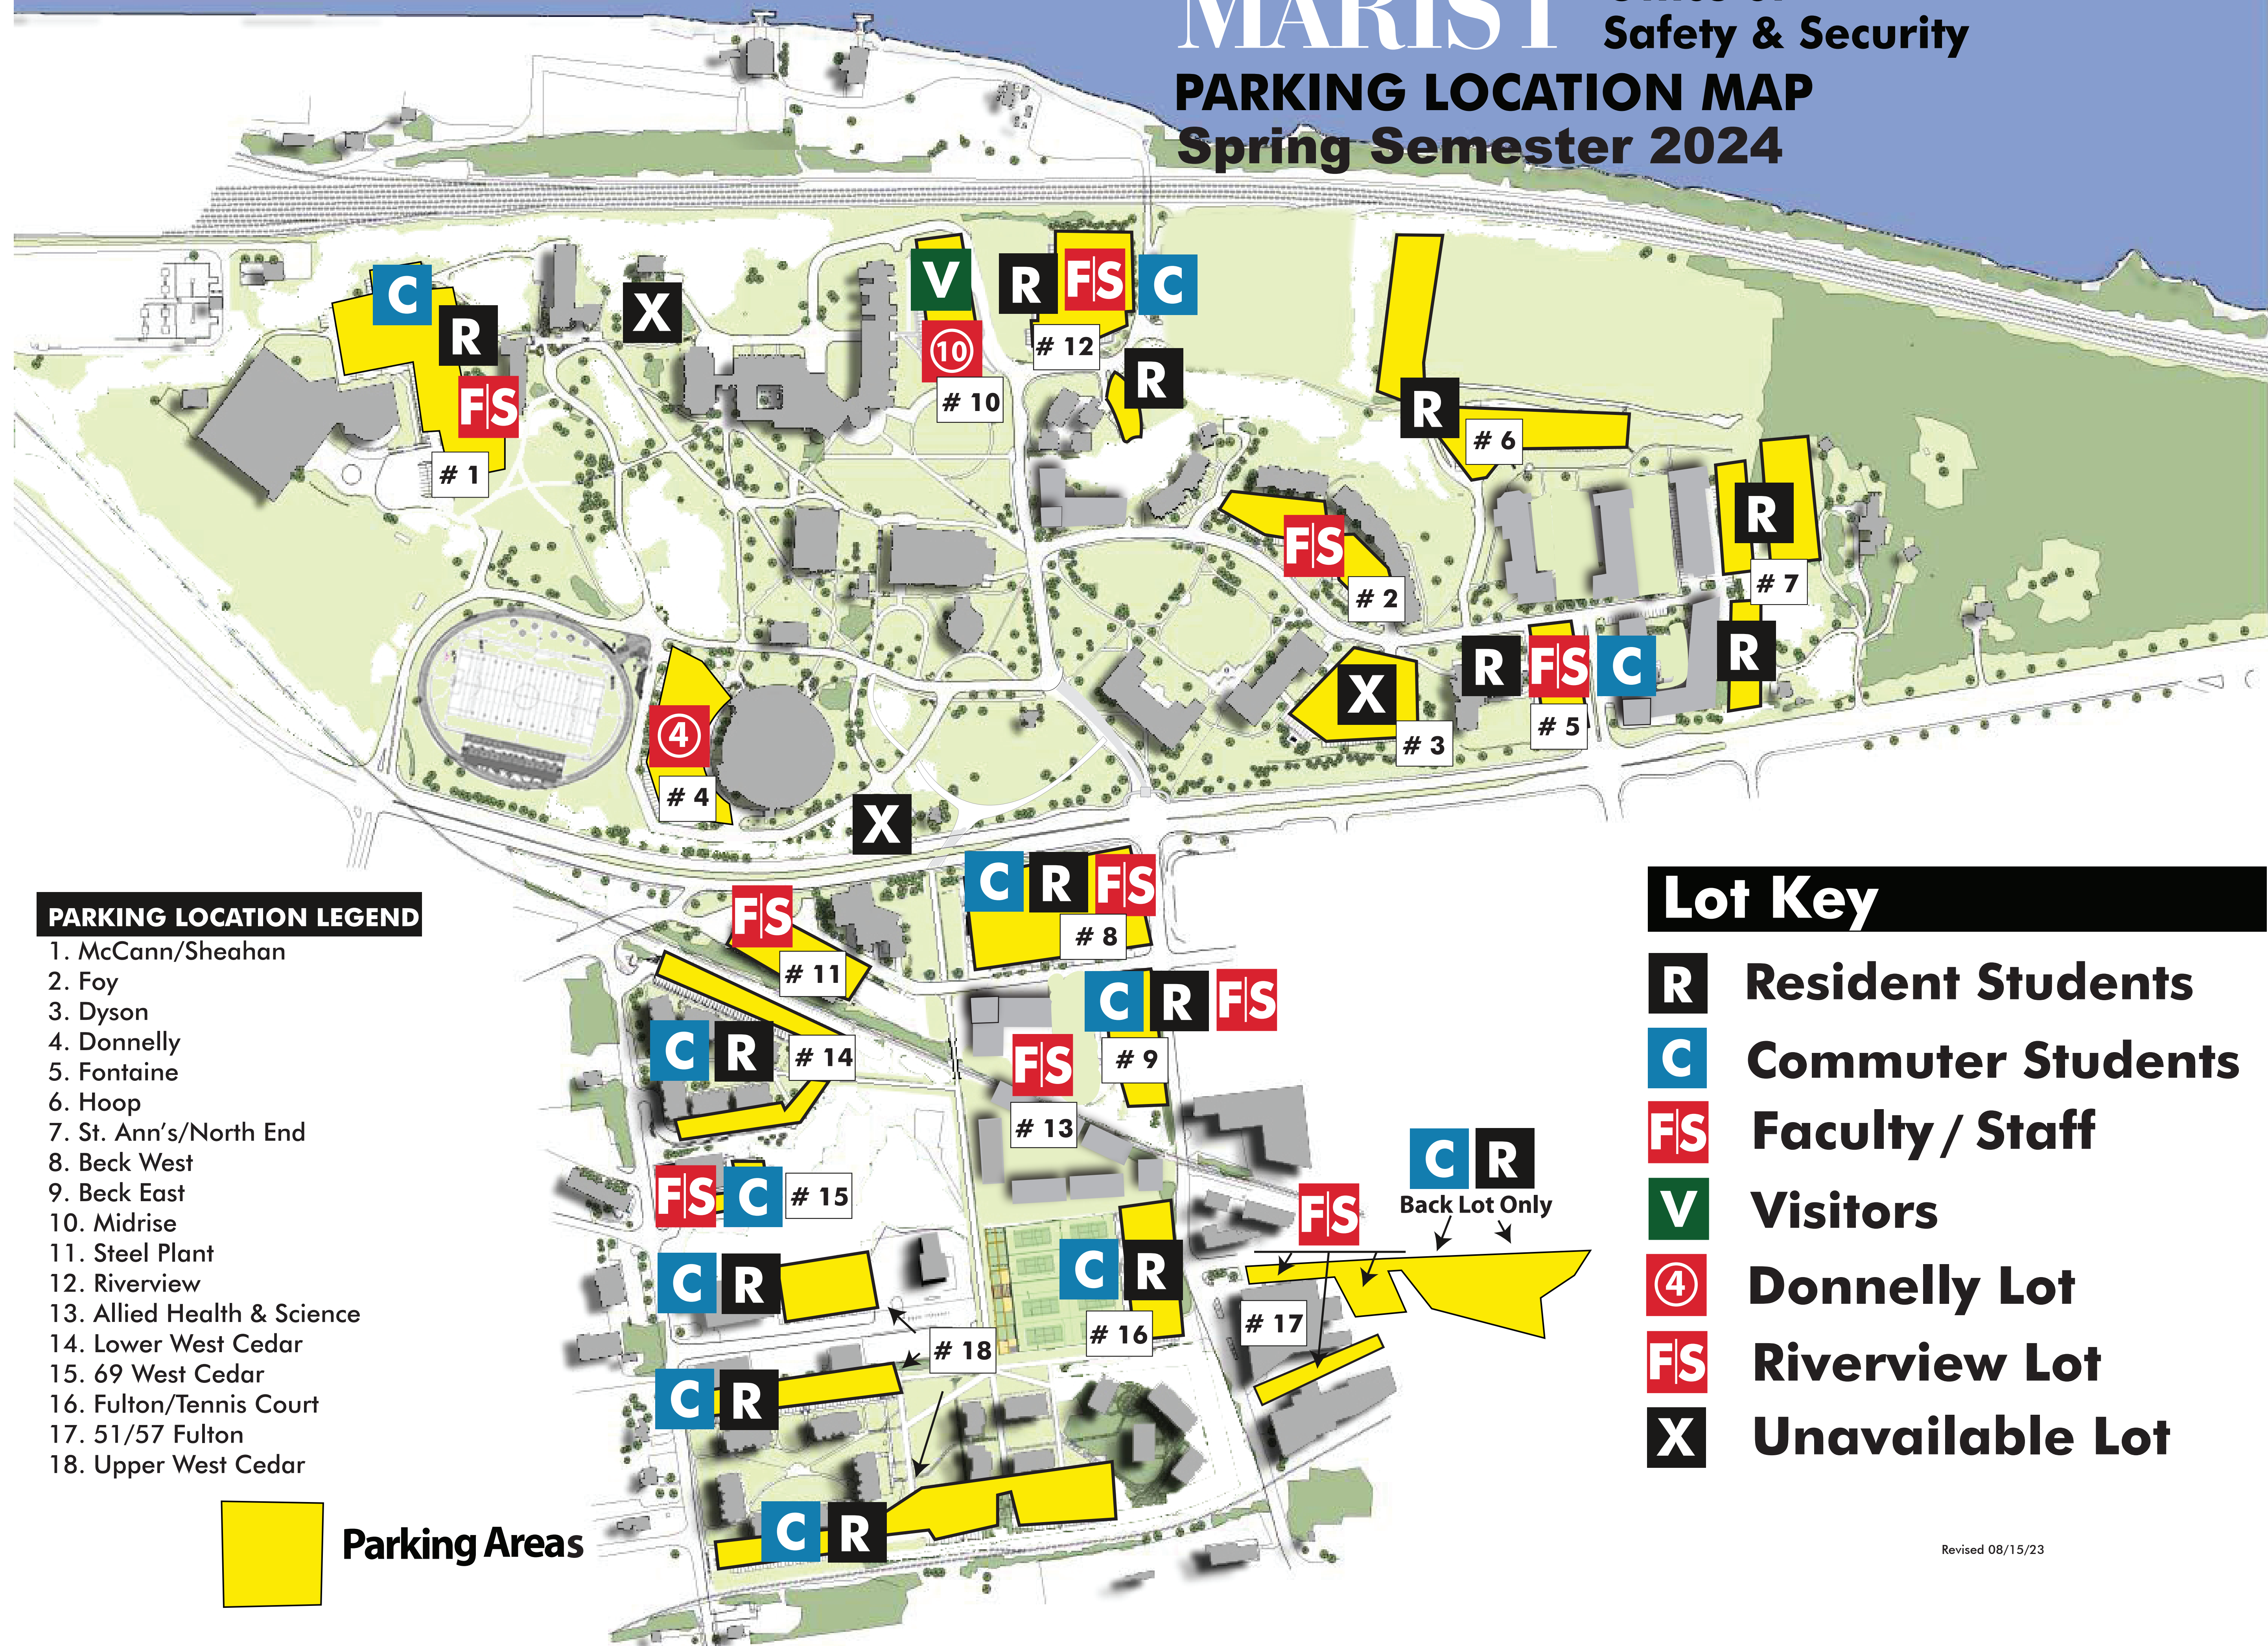 MARIST
Safety & Security
PARKING LOCATION MAP
Spring Semester 2024
C
R
F|S
# 1
X
V
10
# 10
R F|S C
# 12
R
R
# 6
F|S
# 2
R
# 7
R
R F|S C
# 5
X
# 3
4
# 4
X
C R F|S
# 8
F|S
# 11
C R F|S
# 9
C R # 14
F|S
# 13
F|S C # 15
C R
Back Lot Only
F|S
# 17
C R
C R
# 16
# 18
C R
C R
PARKING LOCATION LEGEND
1. McCann/Sheahan
2. Foy
3. Dyson
4. Donnelly
5. Fontaine
6. Hoop
7. St. Ann's/North End
8. Beck West
9. Beck East
10. Midrise
11. Steel Plant
12. Riverview
13. Allied Health & Science
14. Lower West Cedar
15. 69 West Cedar
16. Fulton/Tennis Court
17. 51/57 Fulton
18. Upper West Cedar
Parking Areas
Lot Key
R Resident Students
C Commuter Students
F|S Faculty / Staff
V Visitors
4 Donnelly Lot
F|S Riverview Lot
X Unavailable Lot
Revised 08/15/23